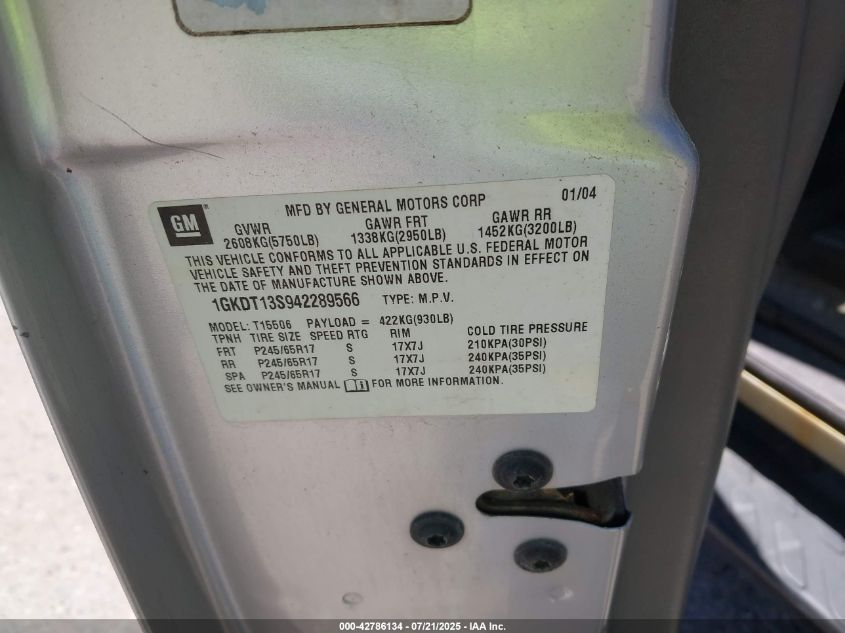 GM
MFD BY GENERAL MOTORS CORP 01/04
GVWR GAWR FRT GAWR RR
2608KG(5750LB) 1338KG(2950LB) 1452KG(3200LB)
THIS VEHICLE CONFORMS TO ALL APPLICABLE U.S. FEDERAL MOTOR
VEHICLE SAFETY AND THEFT PREVENTION STANDARDS IN EFFECT ON
THE DATE OF MANUFACTURE SHOWN ABOVE.
1GKDT13S942289566 TYPE: M.P.V.
MODEL: T15506 PAYLOAD = 422KG(930LB)
TPNH TIRE SIZE SPEED RTG RIM COLD TIRE PRESSURE
FRT P245/65R17 S 17X7J 210KPA(30PSI)
RR P245/65R17 S 17X7J 240KPA(35PSI)
SPA P245/65R17 S 17X7J 240KPA(35PSI)
SEE OWNER'S MANUAL FOR MORE INFORMATION.
000-42786134 / 07/21/2025 - IAA Inc.